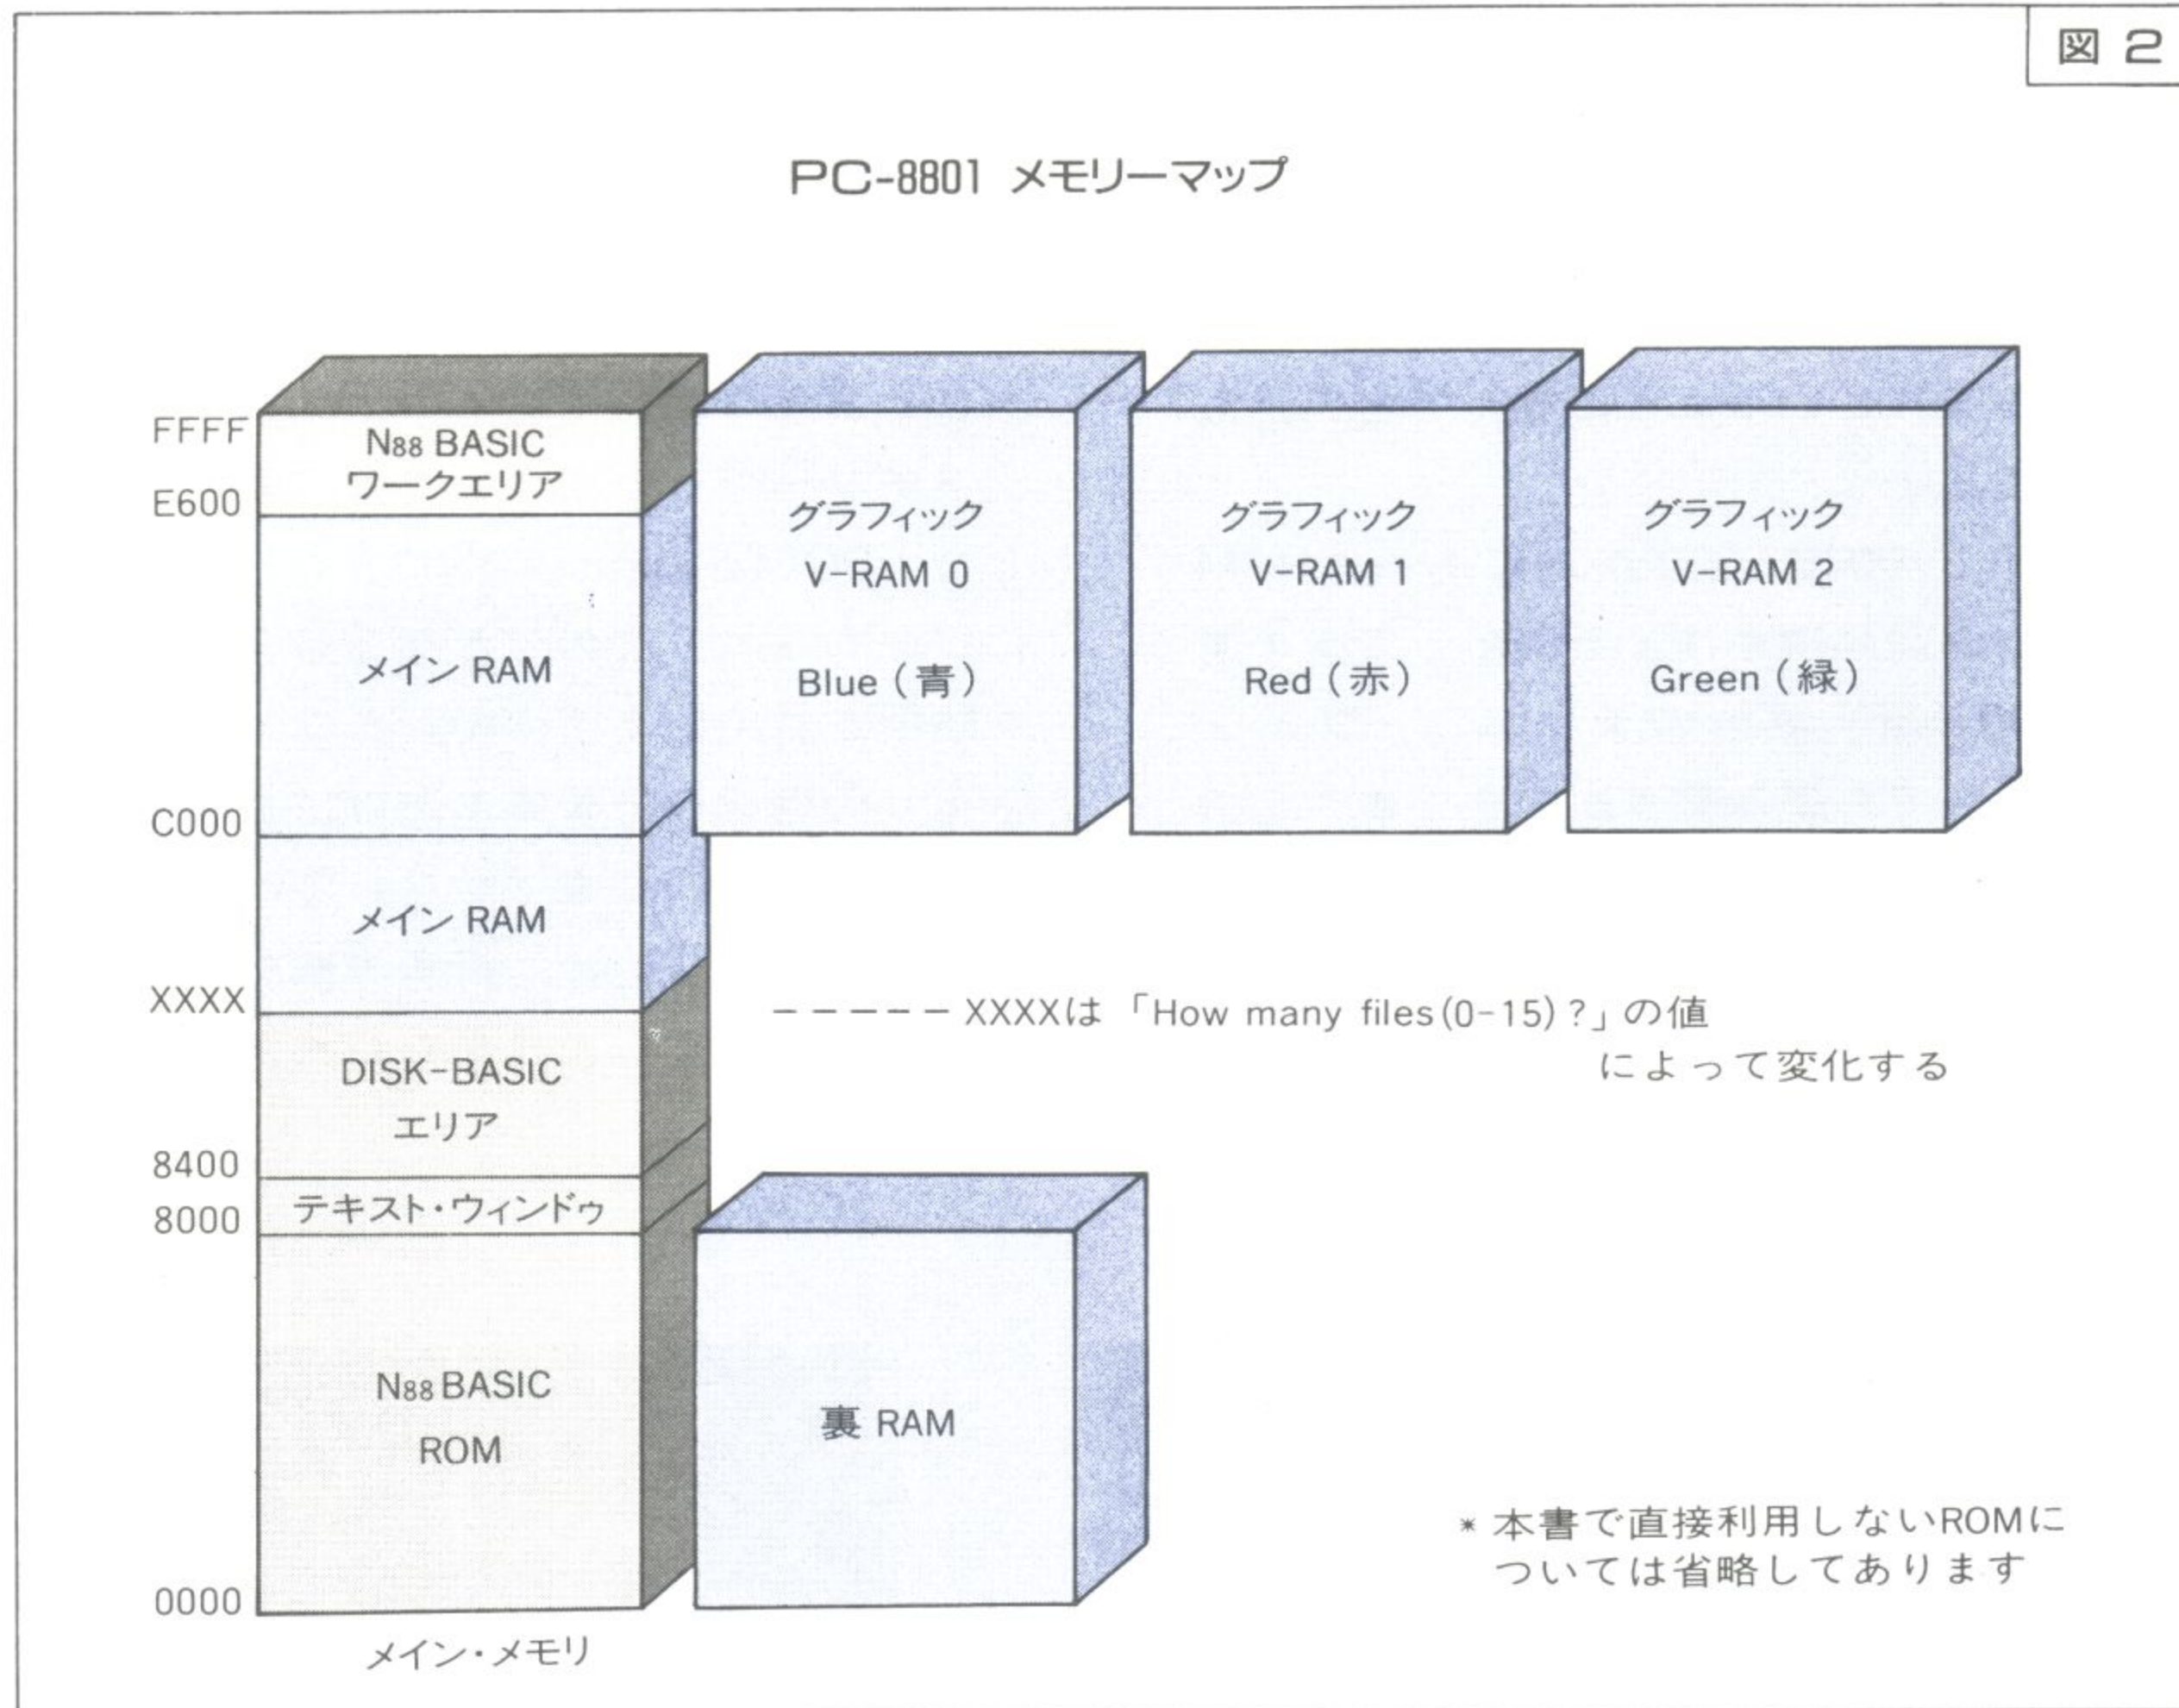 図 2
PC-8801 メモリーマップ
FFFF
N88 BASIC
ワークエリア
E600
メイン RAM
C000
メイン RAM
XXXX
DISK-BASIC
エリア
8400
テキスト・ウィンドゥ
8000
N88 BASIC
ROM
0000
メイン・メモリ
グラフィック
V-RAM 0
Blue (青)
グラフィック
V-RAM 1
Red (赤)
グラフィック
V-RAM 2
Green (緑)
----- XXXXは「How many files(0-15)?」の値
によって変化する
裏 RAM
* 本書で直接利用しないROMに
ついては省略してあります